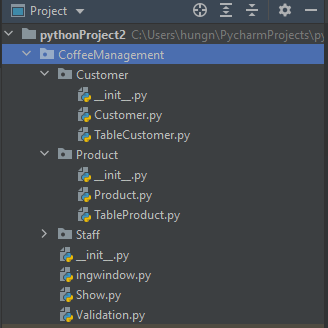 Project
pythonProject2 C:\Users\hungn\PycharmProjects\py
CoffeeManagement
Customer
__init__.py
Customer.py
TableCustomer.py
Product
__init__.py
Product.py
TableProduct.py
Staff
__init__.py
ingwindow.py
Show.py
Validation.py